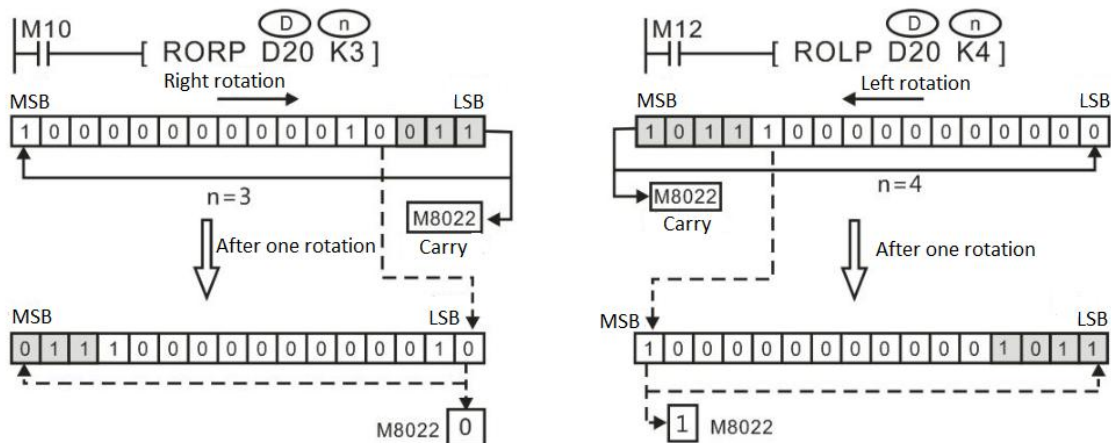 D n
M10
[ RORP D20 K3 ]
Right rotation
MSB LSB
1 0 0 0 0 0 0 0 0 0 0 1 0 0 1 1
n=3
M8022
Carry
After one rotation
MSB LSB
0 1 1 1 0 0 0 0 0 0 0 0 0 0 1 0
M8022 0
D n
M12
[ ROLP D20 K4 ]
Left rotation
MSB LSB
1 0 1 1 1 0 0 0 0 0 0 0 0 0 0 0
n=4
M8022
Carry
After one rotation
MSB LSB
1 0 0 0 0 0 0 0 0 0 0 0 1 0 1 1
1 M8022